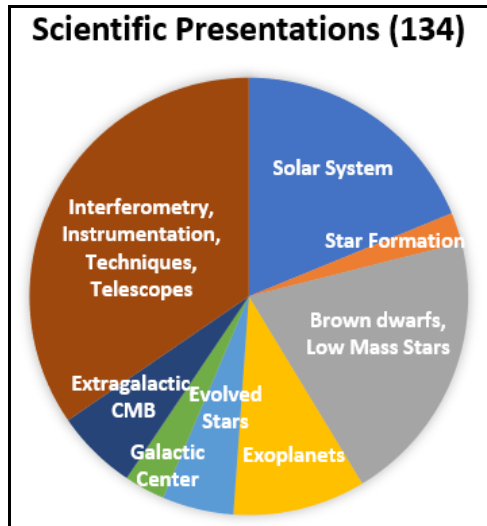 Scientific Presentations (134)
Solar System
Star Formation
Brown dwarfs,
Low Mass Stars
Exoplanets
Evolved
Stars
Galactic
Center
Extragalactic
CMB
Interferometry,
Instrumentation,
Techniques,
Telescopes